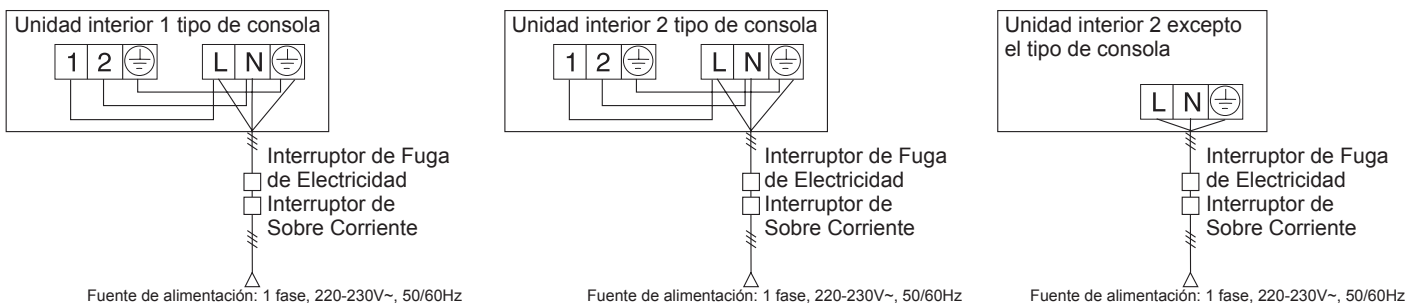 Unidad interior 1 tipo de consola
1 2 L N
Interruptor de Fuga
de Electricidad
Interruptor de
Sobre Corriente
Fuente de alimentación: 1 fase, 220-230V~, 50/60Hz
Unidad interior 2 tipo de consola
1 2 L N
Interruptor de Fuga
de Electricidad
Interruptor de
Sobre Corriente
Fuente de alimentación: 1 fase, 220-230V~, 50/60Hz
Unidad interior 2 excepto
el tipo de consola
L N
Interruptor de Fuga
de Electricidad
Interruptor de
Sobre Corriente
Fuente de alimentación: 1 fase, 220-230V~, 50/60Hz